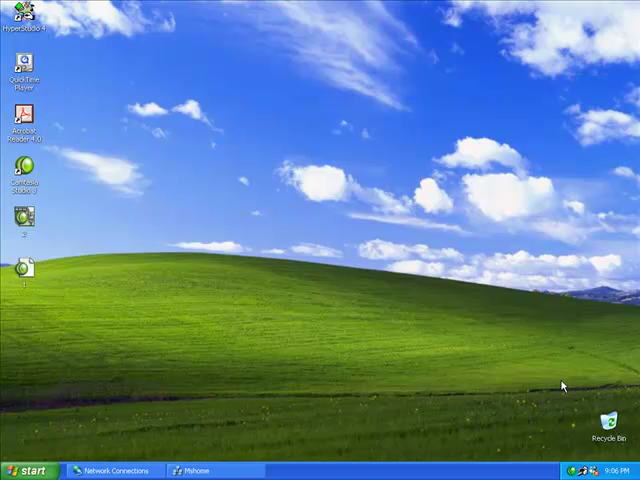 HyperStudio 4
QuickTime
Player
Acrobat
Reader 4.0
Camtasia
Studio 3
2
1
Recycle Bin
start
Network Connections
Mshome
9:06 PM